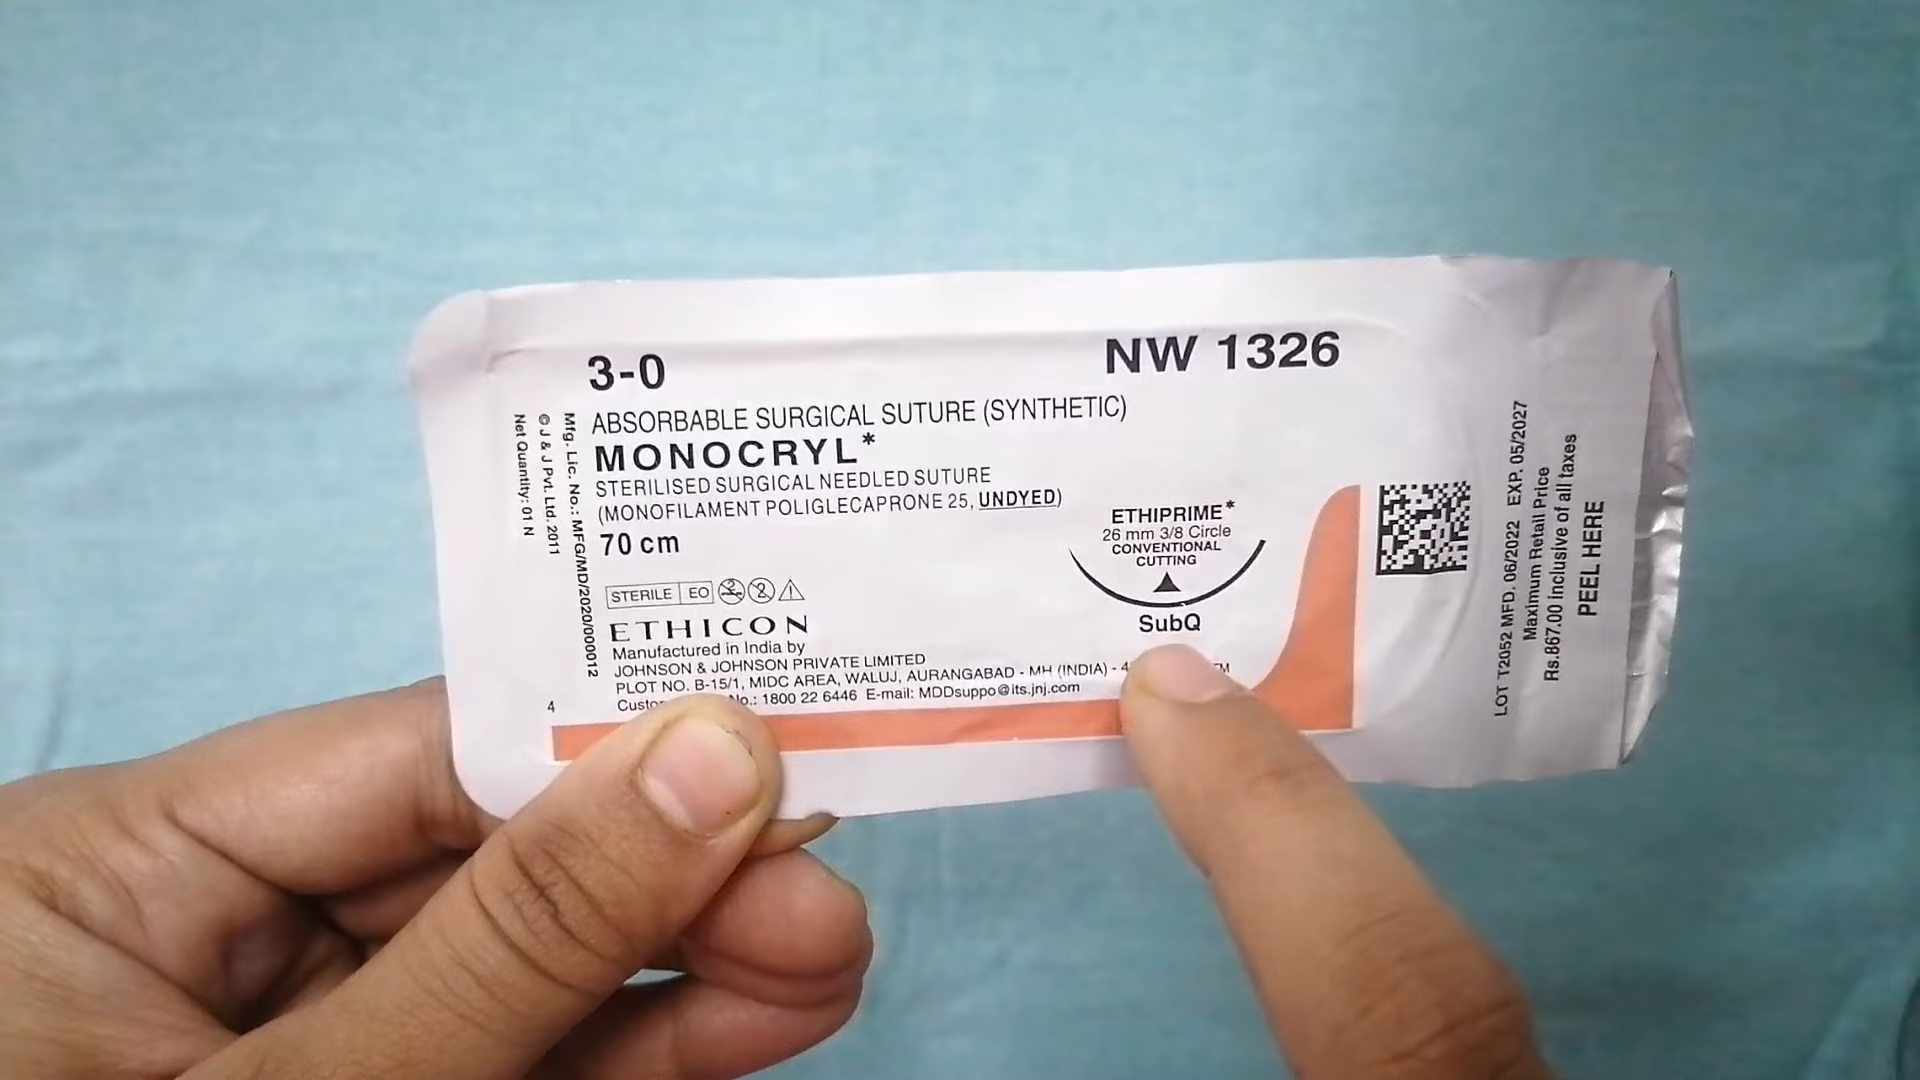 3-0
NW 1326
ABSORBABLE SURGICAL SUTURE (SYNTHETIC)
MONOCRYL*
STERILISED SURGICAL NEEDLED SUTURE
(MONOFILAMENT POLIGLECAPRONE 25, UNDYED)
70 cm
ETHIPRIME*
26 mm 3/8 Circle
CONVENTIONAL
CUTTING
SubQ
STERILE EO 2
ETHICON
Manufactured in India by
JOHNSON & JOHNSON PRIVATE LIMITED
PLOT NO. B-15/1, MIDC AREA, WALUJ, AURANGABAD - MH (INDIA) - 4
No.: 1800 22 6446 E-mail: MDDsuppo@its.jnj.com
4
Mfg. Lic. No.: MFG/MD/2020/000012
© J & J Pvt. Ltd. 2011
Net Quantity: 01 N
LOT T2052 MFD. 06/2022 EXP. 05/2027
Maximum Retail Price
Rs.867.00 inclusive of all taxes
PEEL HERE